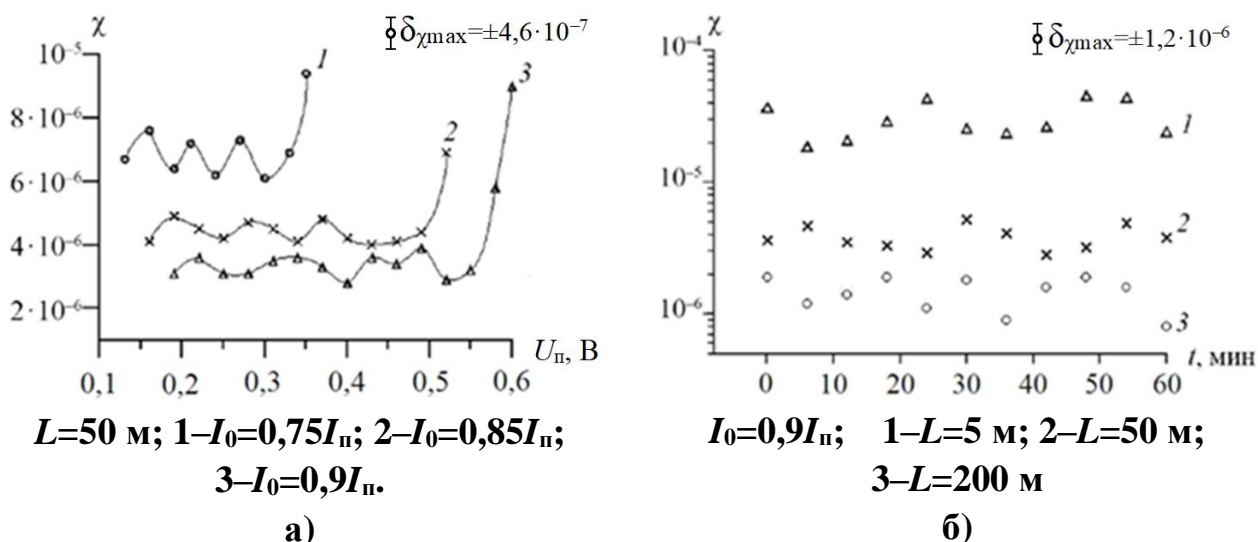 χ
δχmax=±4,6·10⁻⁷
10⁻⁵
8·10⁻⁶
6·10⁻⁶
4·10⁻⁶
2·10⁻⁶
1
2
3
Uп, В
0,1 0,2 0,3 0,4 0,5 0,6
L=50 м; 1–I₀=0,75Iп; 2–I₀=0,85Iп;
3–I₀=0,9Iп.
а)
χ
δχmax=±1,2·10⁻⁶
10⁻⁴
10⁻⁵
10⁻⁶
1
2
3
t, мин
0 10 20 30 40 50 60
I₀=0,9Iп; 1–L=5 м; 2–L=50 м;
3–L=200 м
б)